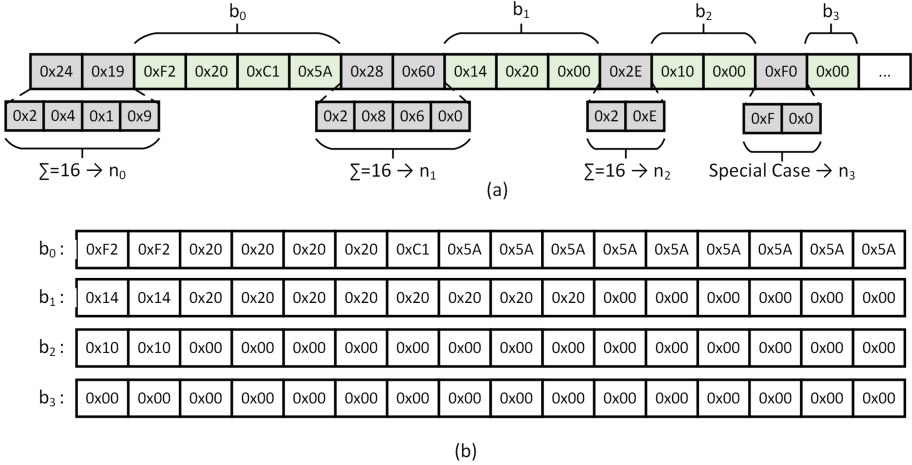 b0 b1 b2 b3
0x24 0x19 0xF2 0x20 0xC1 0x5A 0x28 0x60 0x14 0x20 0x00 0x2E 0x10 0x00 0xF0 0x00 ...
0x2 0x4 0x1 0x9 0x2 0x8 0x6 0x0 0x2 0xE 0xF 0x0
∑=16 → n0 ∑=16 → n1 ∑=16 → n2 Special Case → n3
(a)
b0 : 0xF2 0xF2 0x20 0x20 0x20 0x20 0xC1 0x5A 0x5A 0x5A 0x5A 0x5A 0x5A 0x5A 0x5A 0x5A
b1 : 0x14 0x14 0x20 0x20 0x20 0x20 0x20 0x20 0x20 0x20 0x00 0x00 0x00 0x00 0x00 0x00
b2 : 0x10 0x10 0x00 0x00 0x00 0x00 0x00 0x00 0x00 0x00 0x00 0x00 0x00 0x00 0x00 0x00
b3 : 0x00 0x00 0x00 0x00 0x00 0x00 0x00 0x00 0x00 0x00 0x00 0x00 0x00 0x00 0x00 0x00
(b)